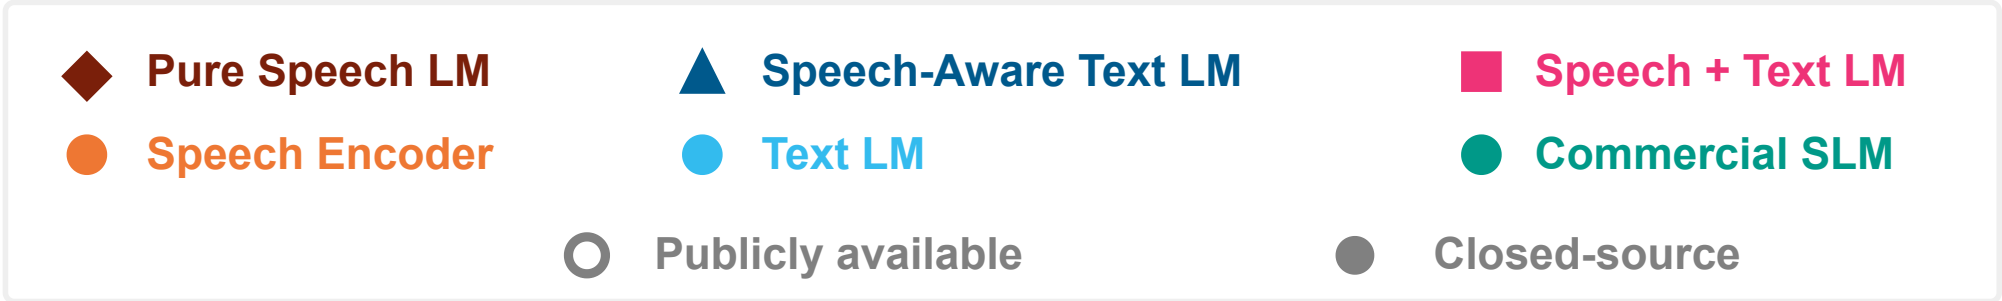 Pure Speech LM Speech-Aware Text LM Speech + Text LM
Speech Encoder Text LM Commercial SLM
Publicly available Closed-source